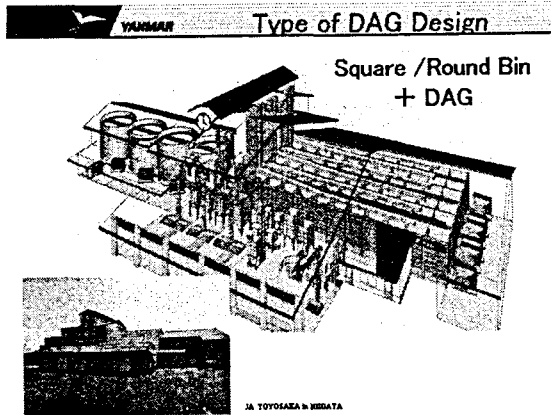 YANMAR
Type of DAG Design
Square /Round Bin
+ DAG
JA TOYOSAKA in NIIGATA